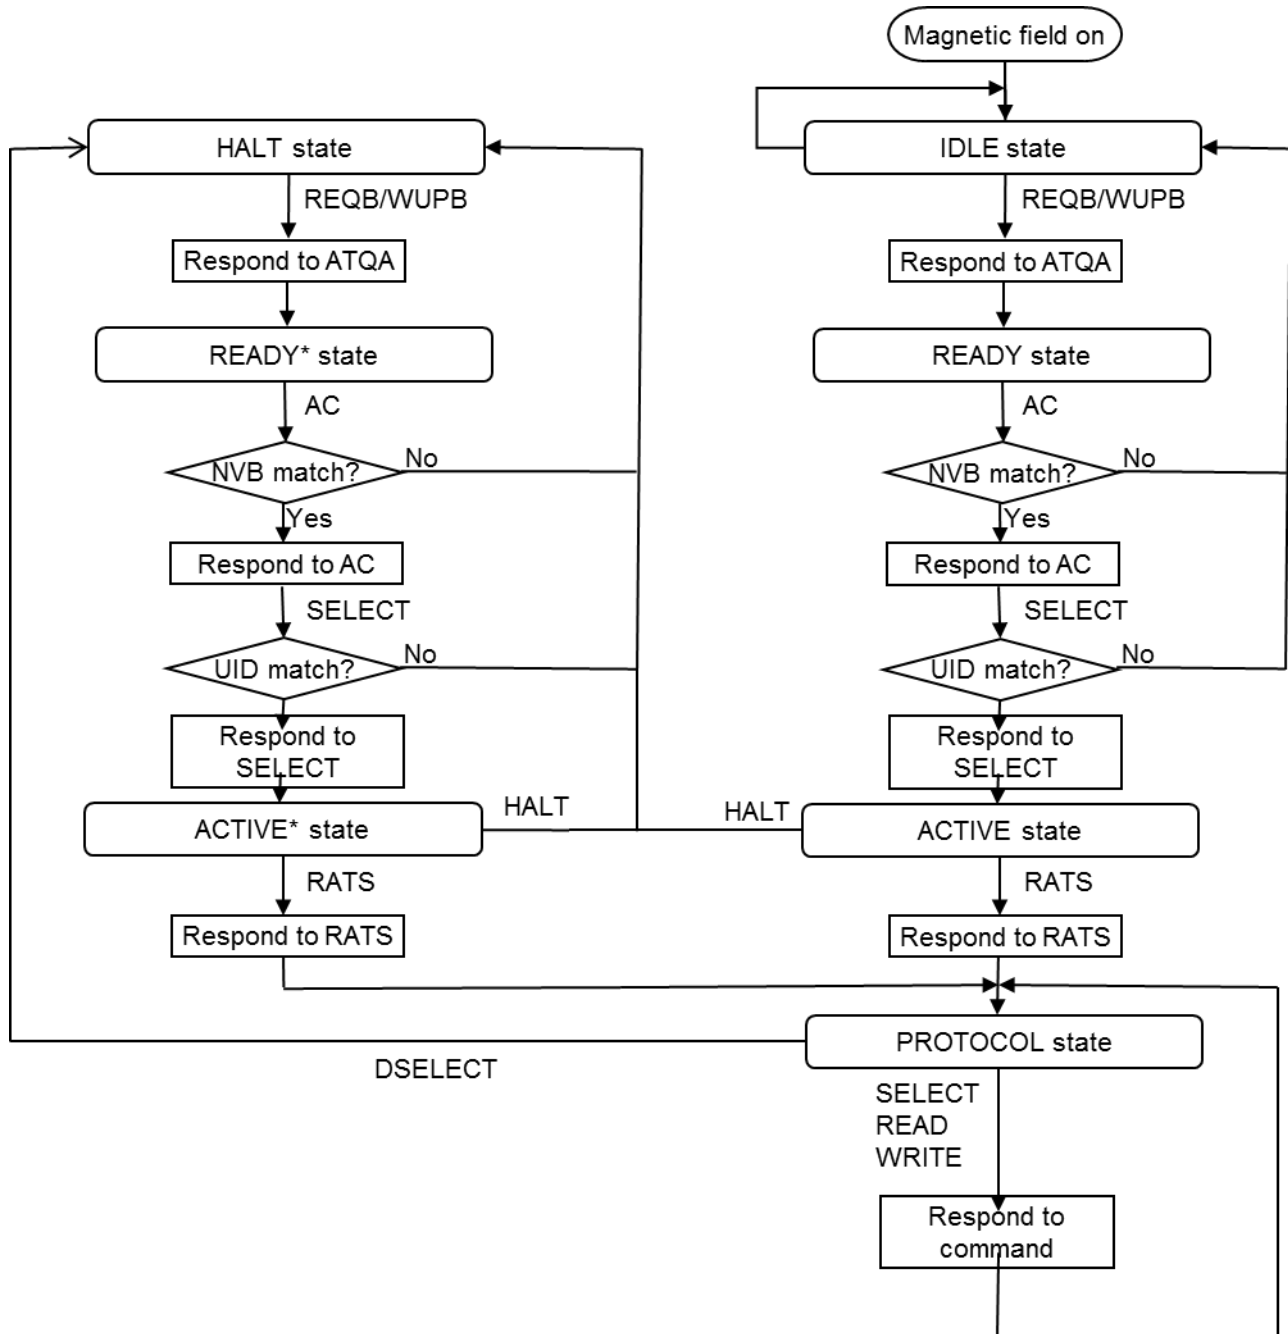 Magnetic field on
HALT state
IDLE state
REQB/WUPB
REQB/WUPB
Respond to ATQA
Respond to ATQA
READY* state
READY state
AC
AC
NVB match?
No
NVB match?
No
Yes
Yes
Respond to AC
Respond to AC
SELECT
SELECT
UID match?
No
UID match?
No
Respond to
SELECT
Respond to
SELECT
ACTIVE* state
HALT
HALT
ACTIVE state
RATS
RATS
Respond to RATS
Respond to RATS
PROTOCOL state
DSELECT
SELECT
READ
WRITE
Respond to
command